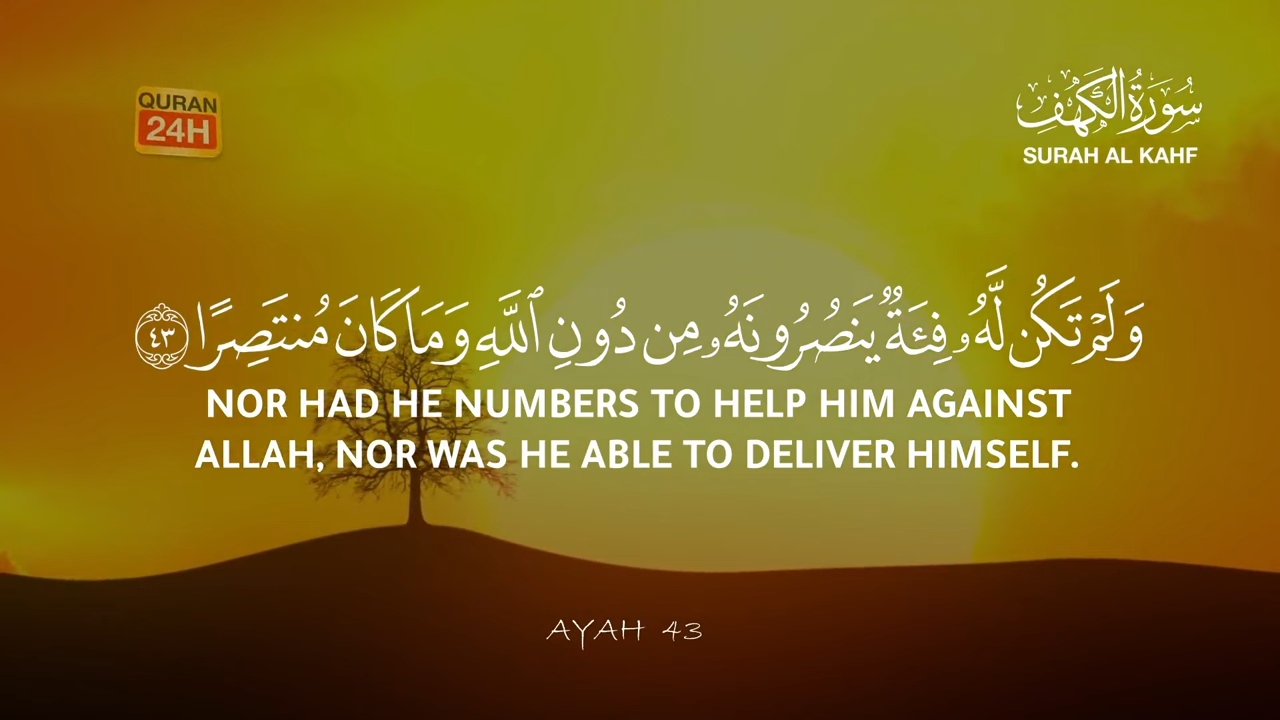 QURAN
24H
سُورَةُ الكَهْفِ
SURAH AL KAHF
وَلَمْ تَكُن لَّهُۥ فِئَةٌ يَنصُرُونَهُۥ مِن دُونِ ٱللَّهِ وَمَا كَانَ مُنتَصِرًا ٤٣
NOR HAD HE NUMBERS TO HELP HIM AGAINST
ALLAH, NOR WAS HE ABLE TO DELIVER HIMSELF.
AYAH 43